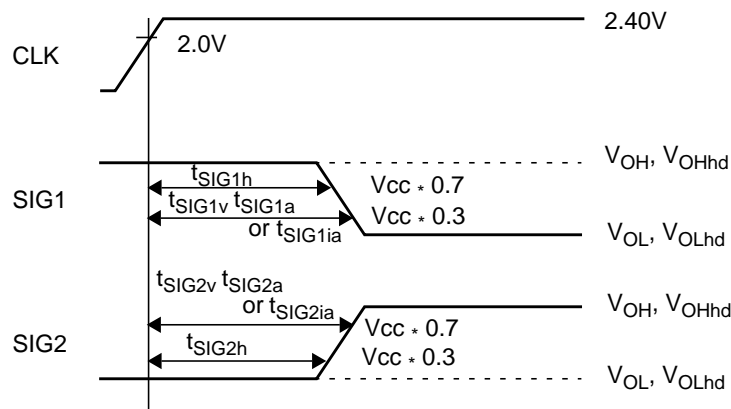 2.40V
2.0V
CLK
VOH, VOHhd
tSIG1h
Vcc * 0.7
SIG1
tSIG1v tSIG1a
Vcc * 0.3
or tSIG1ia
VOL, VOLhd
tSIG2v tSIG2a
or tSIG2ia
VOH, VOHhd
Vcc * 0.7
SIG2
tSIG2h
Vcc * 0.3
VOL, VOLhd